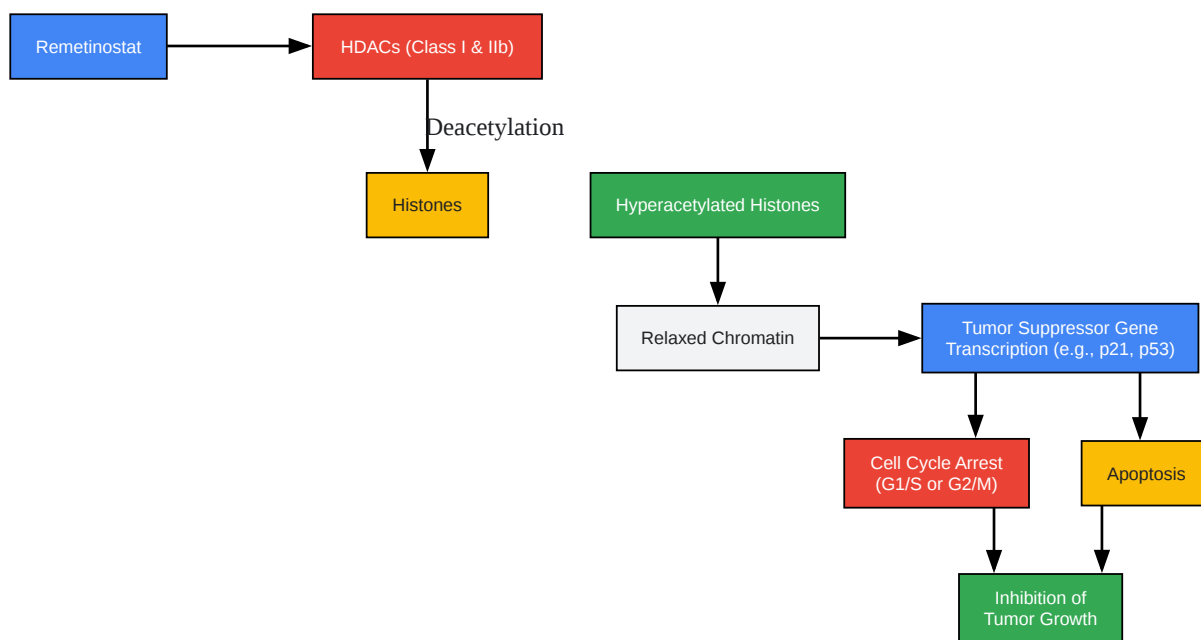 Remetinostat
HDACs (Class I & IIb)
Deacetylation
Histones
Hyperacetylated Histones
Relaxed Chromatin
Tumor Suppressor Gene
Transcription (e.g., p21, p53)
Cell Cycle Arrest
(G1/S or G2/M)
Apoptosis
Inhibition of
Tumor Growth